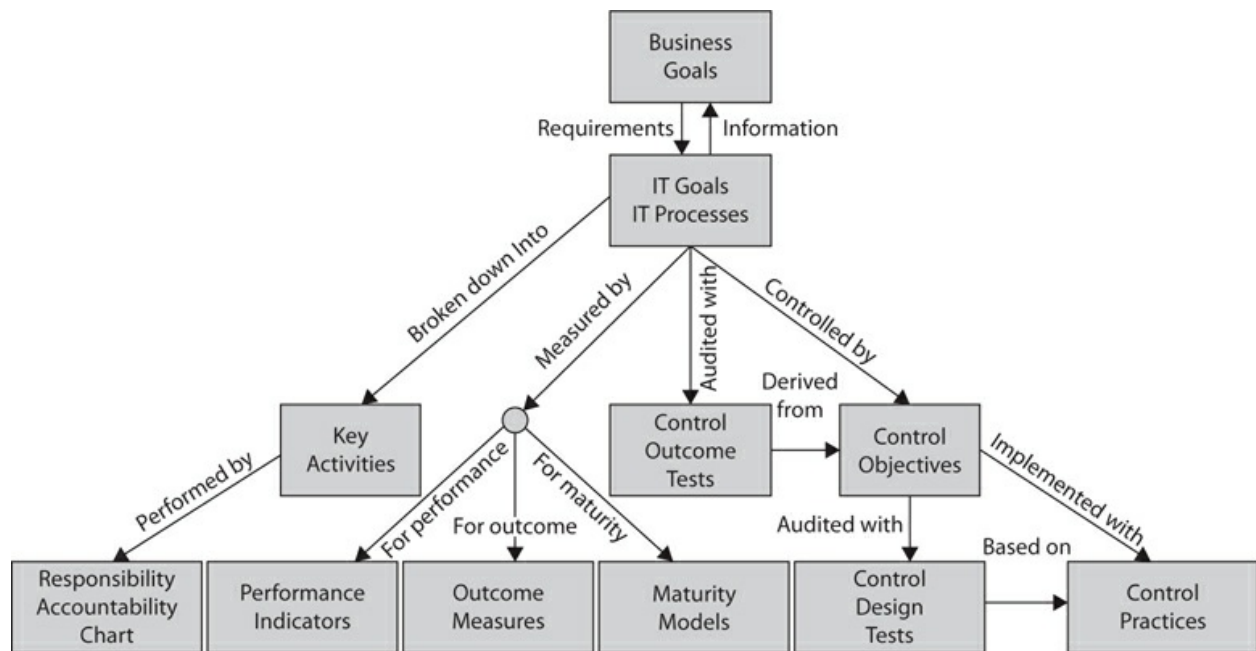 Business
Goals
Requirements
Information
IT Goals
IT Processes
Broken down Into
Measured by
Audited with
Controlled by
Derived
from
Key
Activities
Control
Outcome
Tests
Control
Objectives
Performed by
For performance
For outcome
For maturity
Audited with
Based on
Implemented with
Responsibility
Accountability
Chart
Performance
Indicators
Outcome
Measures
Maturity
Models
Control
Design
Tests
Control
Practices